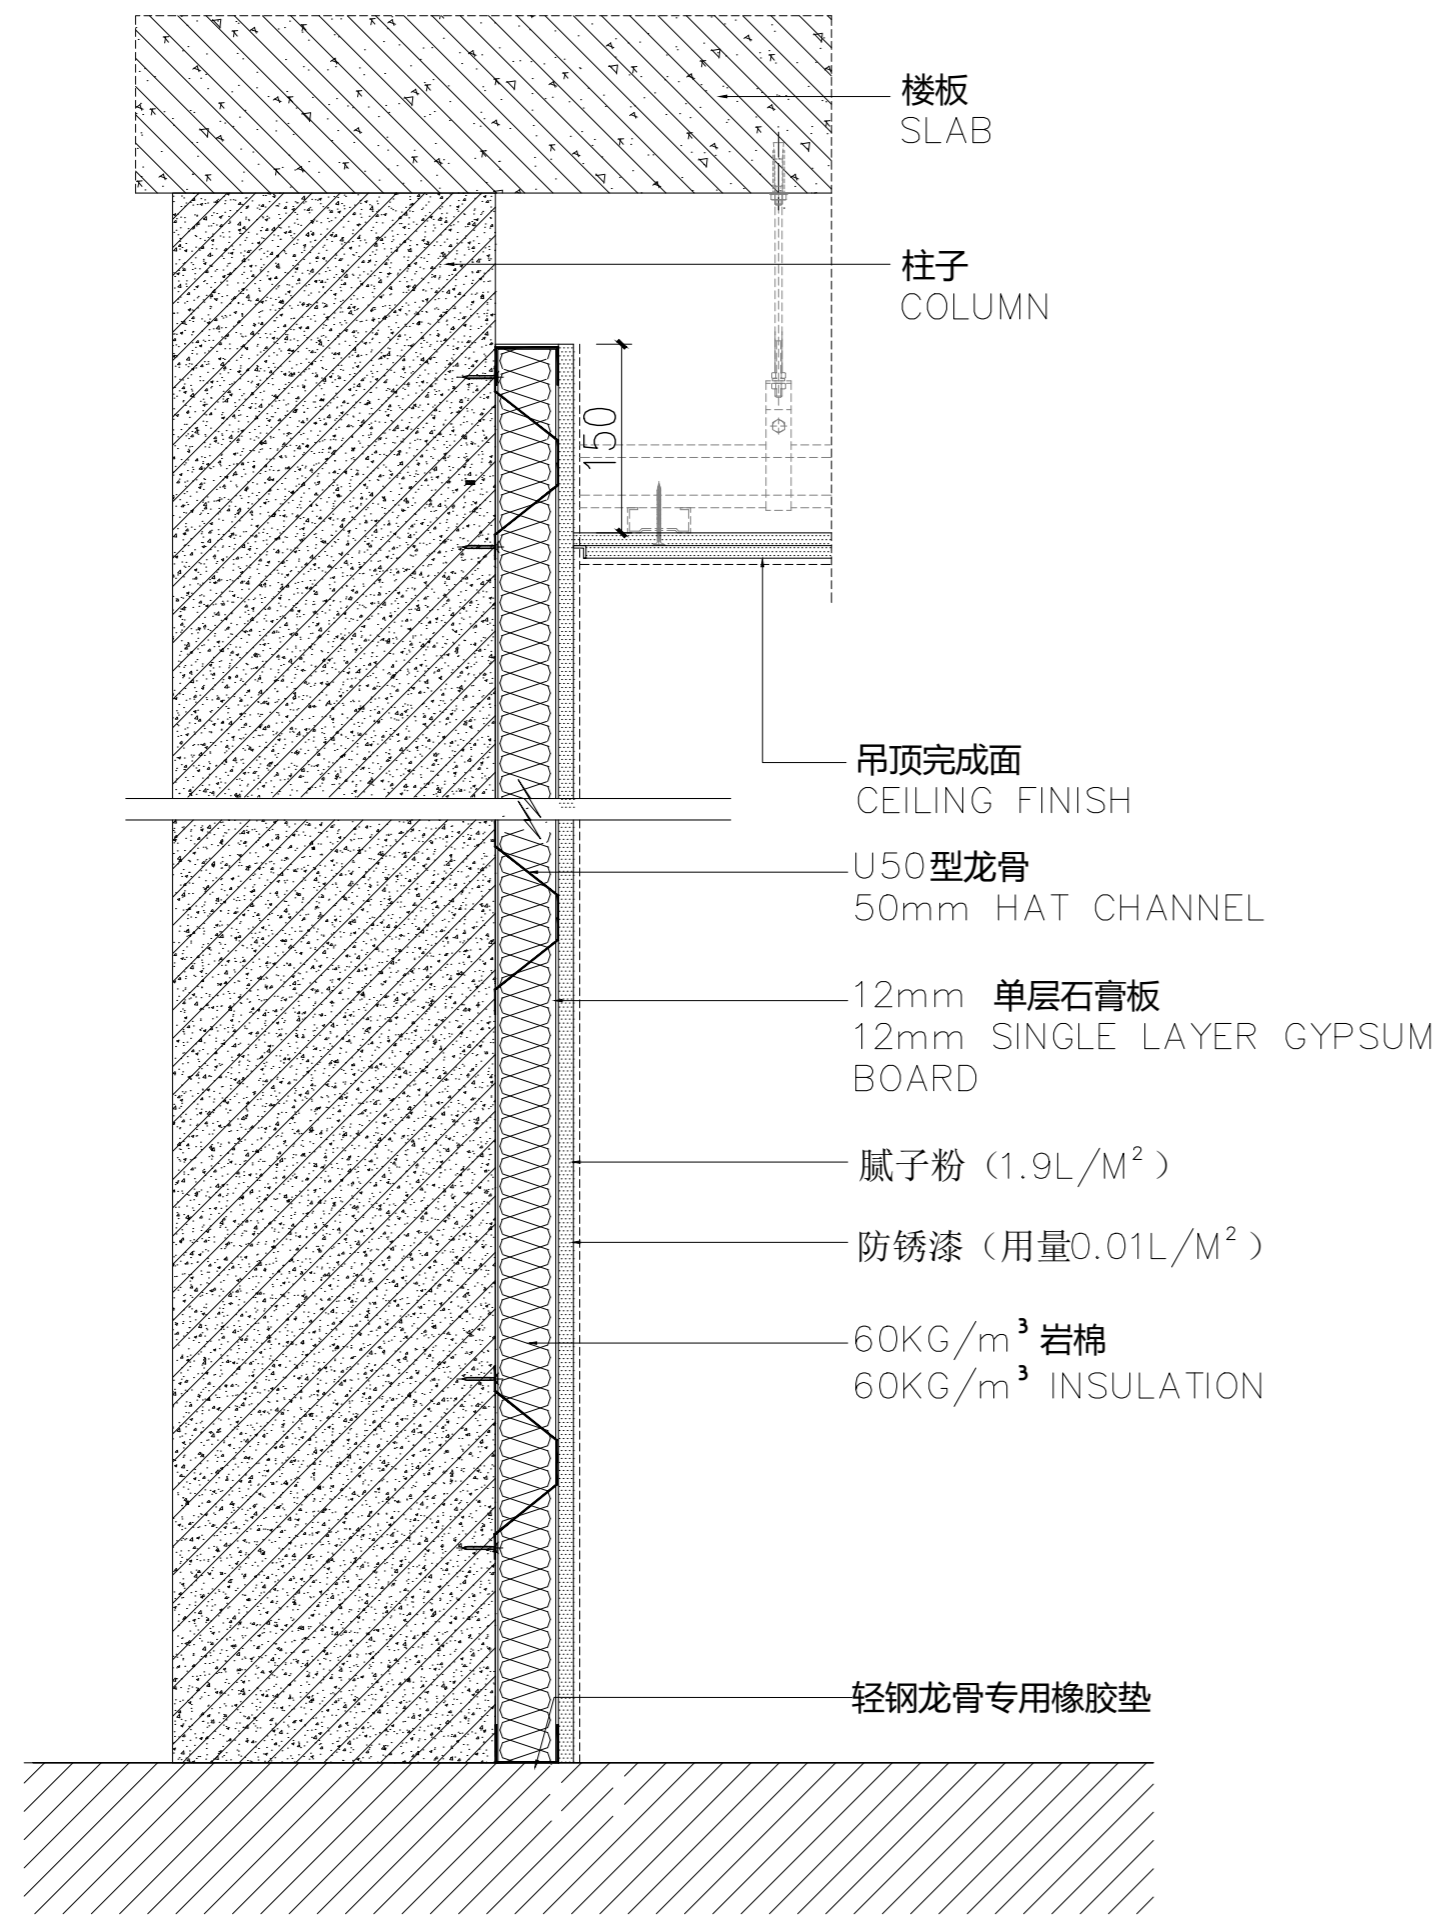 楼板
SLAB
柱子
COLUMN
150
吊顶完成面
CEILING FINISH
U50型龙骨
50mm HAT CHANNEL
12mm 单层石膏板
12mm SINGLE LAYER GYPSUM
BOARD
腻子粉（1.9L/M²）
防锈漆（用量0.01L/M²）
60KG/m³ 岩棉
60KG/m³ INSULATION
轻钢龙骨专用橡胶垫